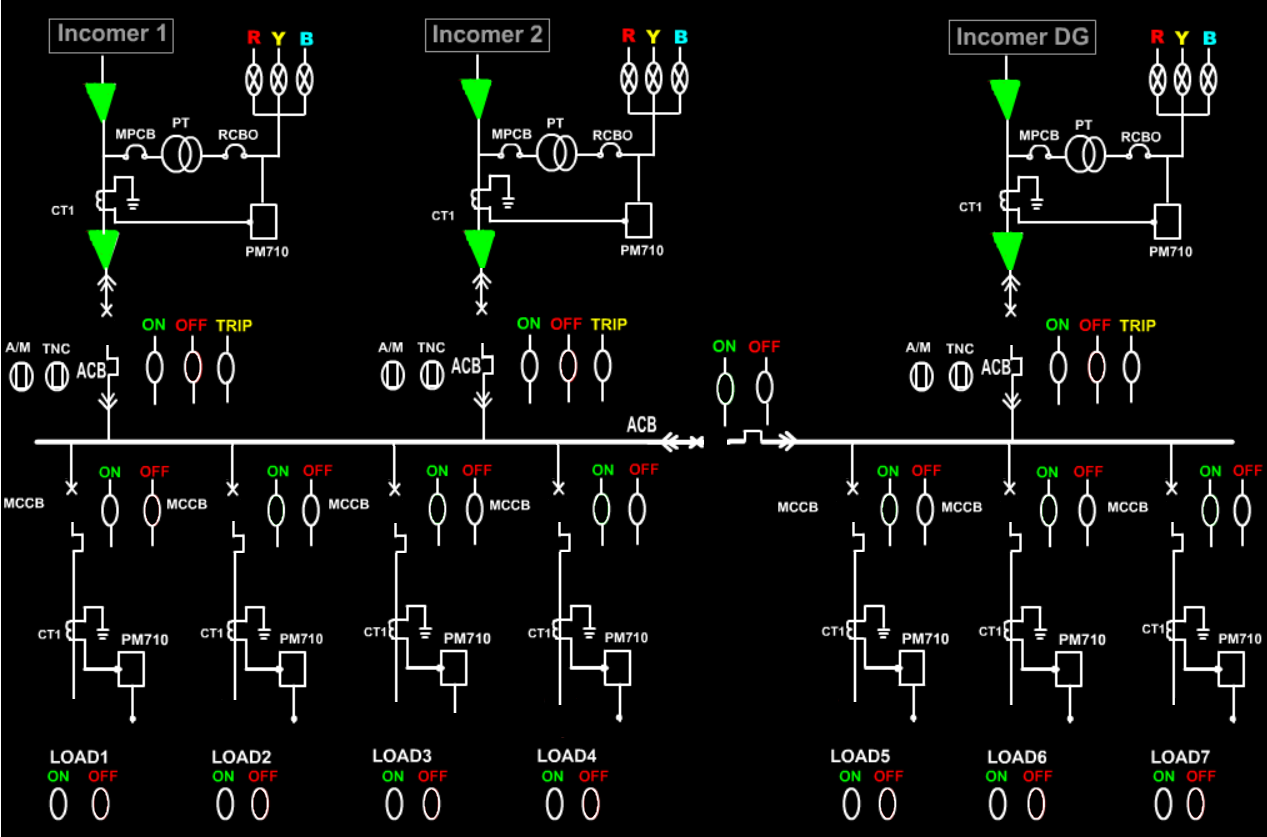 Incomer 1
R Y B
Incomer 2
R Y B
Incomer DG
R Y B
MPCB PT RCBO
CT1
PM710
MPCB PT RCBO
CT1
PM710
MPCB PT RCBO
CT1
PM710
A/M TNC ACB ON OFF TRIP
A/M TNC ACB ON OFF TRIP
ON OFF
ACB
A/M TNC ACB ON OFF TRIP
MCCB ON OFF
MCCB ON OFF
MCCB ON OFF
MCCB ON OFF
MCCB ON OFF
MCCB ON OFF
MCCB ON OFF
CT1 PM710
CT1 PM710
CT1 PM710
CT1 PM710
CT1 PM710
CT1 PM710
CT1 PM710
LOAD1
ON OFF
LOAD2
ON OFF
LOAD3
ON OFF
LOAD4
ON OFF
LOAD5
ON OFF
LOAD6
ON OFF
LOAD7
ON OFF